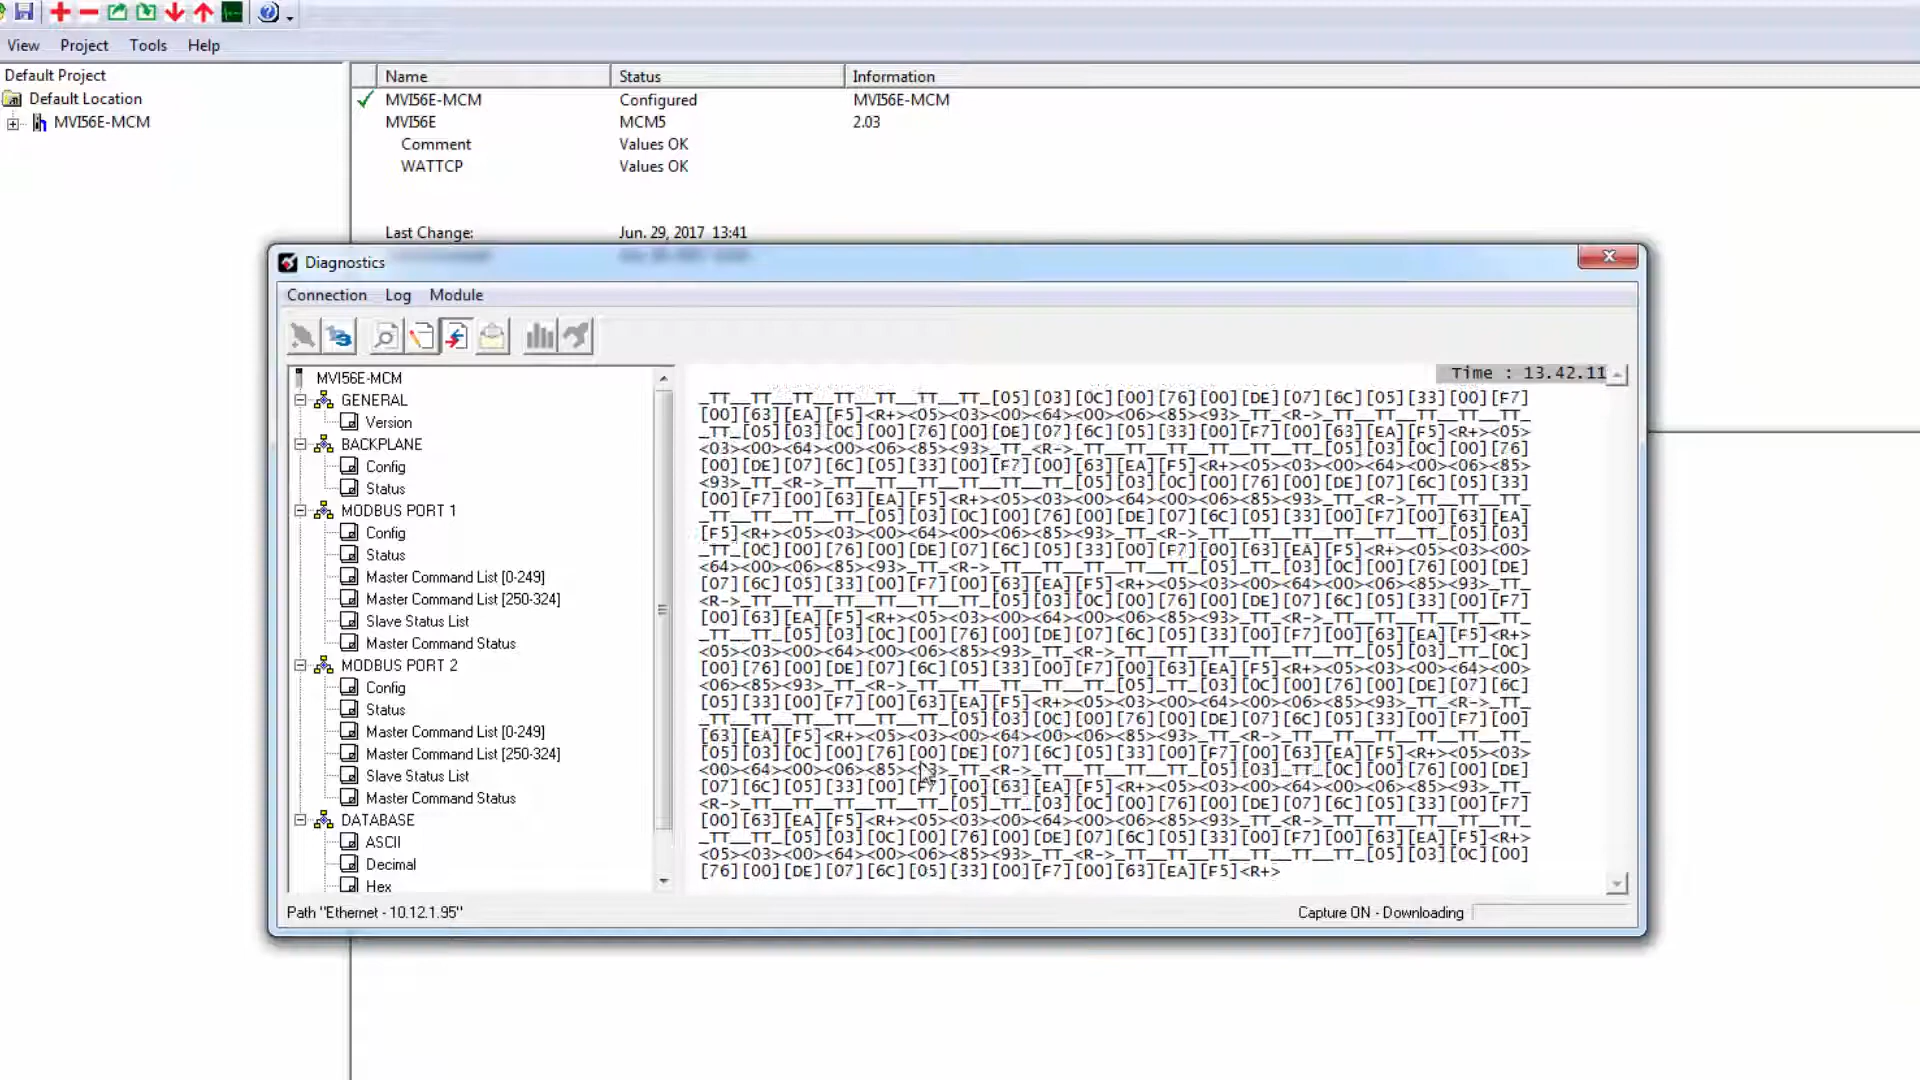 View Project Tools Help
Default Project
Default Location
MVI56E-MCM
Name Status Information
MVI56E-MCM Configured MVI56E-MCM
MVI56E MCM5 2.03
Comment Values OK
WATTCP Values OK
Last Change: Jun. 29, 2017 13:41
Diagnostics
Connection Log Module
MVI56E-MCM
GENERAL
Version
BACKPLANE
Config
Status
MODBUS PORT 1
Config
Status
Master Command List [0-249]
Master Command List [250-324]
Slave Status List
Master Command Status
MODBUS PORT 2
Config
Status
Master Command List [0-249]
Master Command List [250-324]
Slave Status List
Master Command Status
DATABASE
ASCII
Decimal
Hex
Time : 13.42.11
_TT__TT__TT__TT__TT__TT__TT_[05][03][0C][00][76][00][DE][07][6C][05][33][00][F7]
[00][63][EA][F5]<R+><05><03><00><64><00><06><85><93>_TT_<R->_TT__TT__TT__TT__TT_
_TT_[05][03][0C][00][76][00][DE][07][6C][05][33][00][F7][00][63][EA][F5]<R+><05>
<03><00><64><00><06><85><93>_TT_<R->_TT__TT__TT__TT__TT__TT_[05][03][0C][00][76]
[00][DE][07][6C][05][33][00][F7][00][63][EA][F5]<R+><05><03><00><64><00><06><85>
<93>_TT_<R->_TT__TT__TT__TT__TT__TT_[05][03][0C][00][76][00][DE][07][6C][05][33]
[00][F7][00][63][EA][F5]<R+><05><03><00><64><00><06><85><93>_TT_<R->_TT__TT__TT_
_TT__TT__TT__TT_[05][03][0C][00][76][00][DE][07][6C][05][33][00][F7][00][63][EA]
[F5]<R+><05><03><00><64><00><06><85><93>_TT_<R->_TT__TT__TT__TT__TT__TT_[05][03]
_TT_[0C][00][76][00][DE][07][6C][05][33][00][F7][00][63][EA][F5]<R+><05><03><00>
<64><00><06><85><93>_TT_<R->_TT__TT__TT__TT__TT__TT_[05][03][0C][00][76][00][DE]
[07][6C][05][33][00][F7][00][63][EA][F5]<R+><05><03><00><64><00><06><85><93>_TT_
<R->_TT__TT__TT__TT__TT__TT_[05][03][0C][00][76][00][DE][07][6C][05][33][00][F7]
[00][63][EA][F5]<R+><05><03><00><64><00><06><85><93>_TT_<R->_TT__TT__TT__TT__TT_
_TT__TT_[05][03][0C][00][76][00][DE][07][6C][05][33][00][F7][00][63][EA][F5]<R+>
<05><03><00><64><00><06><85><93>_TT_<R->_TT__TT__TT__TT__TT__TT_[05][03]_TT_[0C]
[00][76][00][DE][07][6C][05][33][00][F7][00][63][EA][F5]<R+><05><03><00><64><00>
<06><85><93>_TT_<R->_TT__TT__TT__TT__TT_[05]_TT_[03][0C][00][76][00][DE][07][6C]
[05][33][00][F7][00][63][EA][F5]<R+><05><03><00><64><00><06><85><93>_TT_<R->_TT_
_TT__TT__TT__TT__TT__TT_[05][03][0C][00][76][00][DE][07][6C][05][33][00][F7][00]
[63][EA][F5]<R+><05><03><00><64><00><06><85><93>_TT_<R->_TT__TT__TT__TT__TT__TT_
[05][03][0C][00][76][00][DE][07][6C][05][33][00][F7][00][63][EA][F5]<R+><05><03>
<00><64><00><06><85><93>_TT_<R->_TT__TT__TT__TT_[05][03]_TT_[0C][00][76][00][DE]
[07][6C][05][33][00][F7][00][63][EA][F5]<R+><05><03><00><64><00><06><85><93>_TT_
<R->_TT__TT__TT__TT__TT_[05]_TT_[03][0C][00][76][00][DE][07][6C][05][33][00][F7]
[00][63][EA][F5]<R+><05><03><00><64><00><06><85><93>_TT_<R->_TT__TT__TT__TT__TT_
_TT__TT_[05][03][0C][00][76][00][DE][07][6C][05][33][00][F7][00][63][EA][F5]<R+>
<05><03><00><64><00><06><85><93>_TT_<R->_TT__TT__TT__TT__TT__TT_[05][03][0C][00]
[76][00][DE][07][6C][05][33][00][F7][00][63][EA][F5]<R+>
Path "Ethernet - 10.12.1.95" Capture ON - Downloading